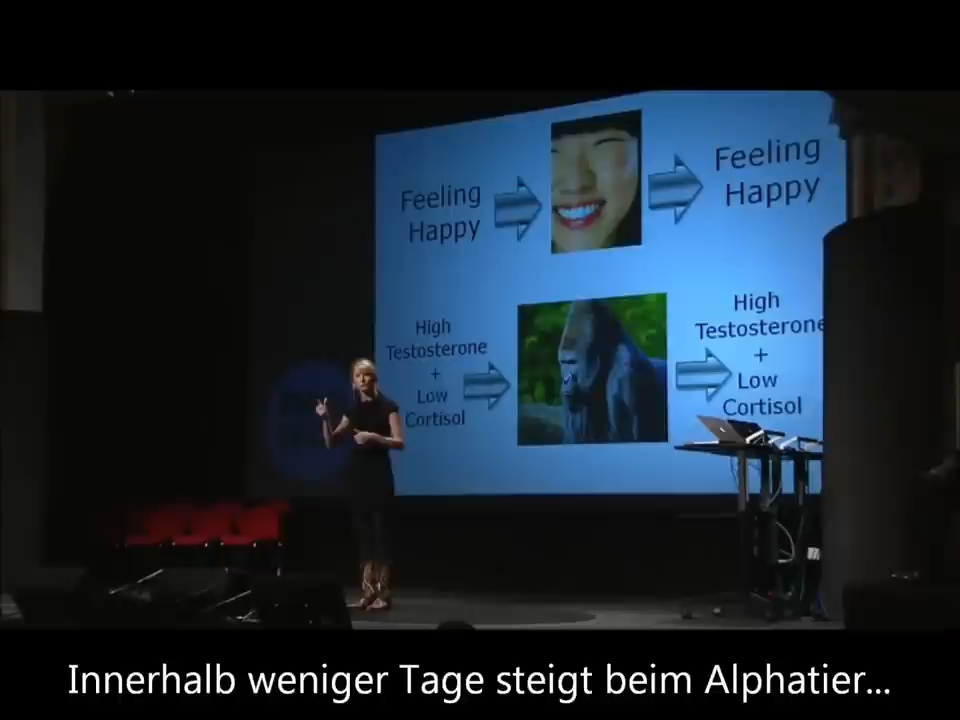 Feeling
Happy
Feeling
Happy
High
Testosterone
+
Low
Cortisol
High
Testosterone
+
Low
Cortisol
Innerhalb weniger Tage steigt beim Alphatier...